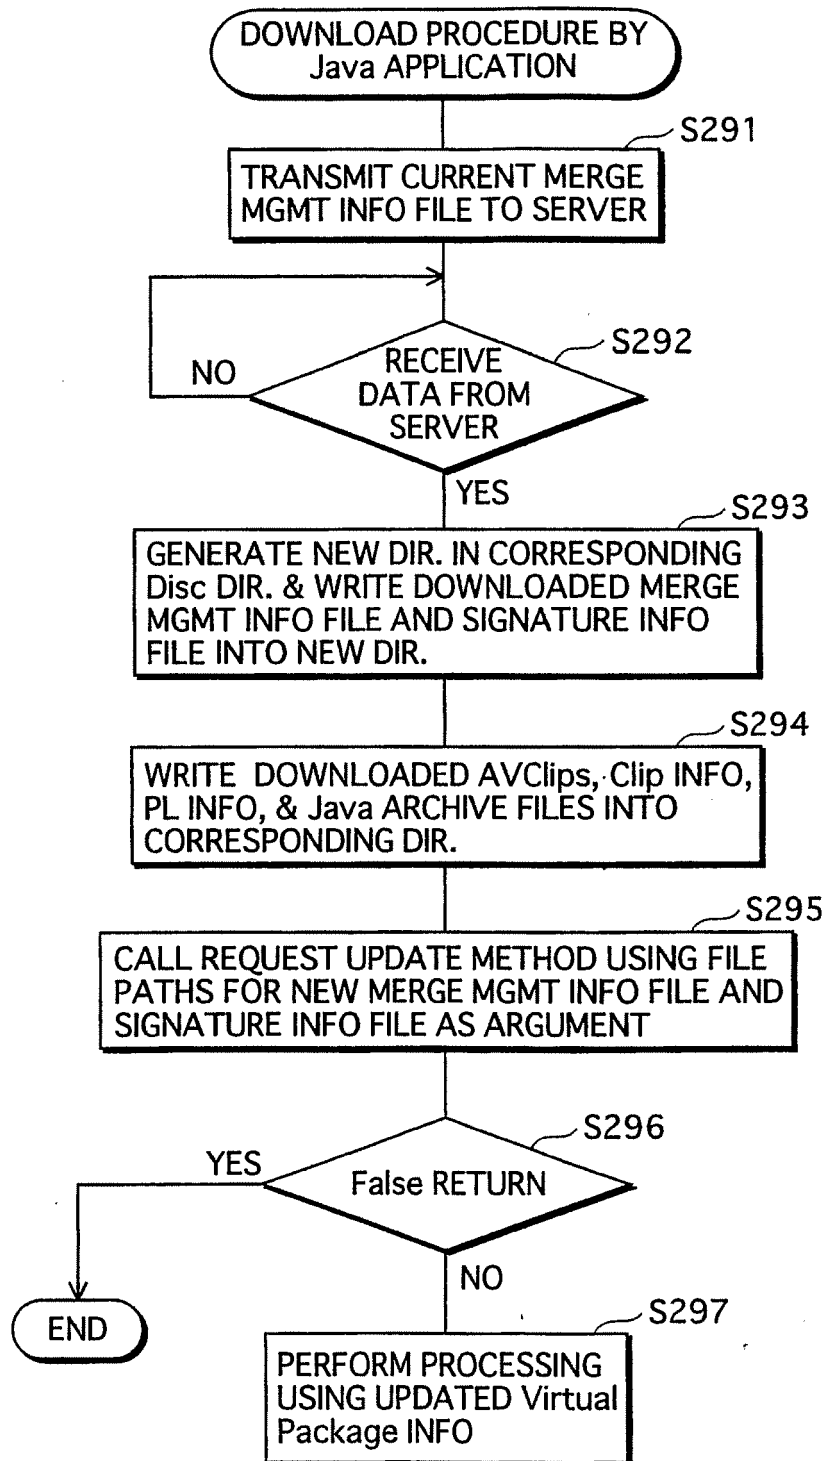 DOWNLOAD PROCEDURE BY
Java APPLICATION
S291
TRANSMIT CURRENT MERGE
MGMT INFO FILE TO SERVER
S292
RECEIVE
DATA FROM
SERVER
NO
YES
S293
GENERATE NEW DIR. IN CORRESPONDING
Disc DIR. & WRITE DOWNLOADED MERGE
MGMT INFO FILE AND SIGNATURE INFO
FILE INTO NEW DIR.
S294
WRITE DOWNLOADED AVClips, Clip INFO,
PL INFO, & Java ARCHIVE FILES INTO
CORRESPONDING DIR.
S295
CALL REQUEST UPDATE METHOD USING FILE
PATHS FOR NEW MERGE MGMT INFO FILE AND
SIGNATURE INFO FILE AS ARGUMENT
S296
False RETURN
YES
NO
END
S297
PERFORM PROCESSING
USING UPDATED Virtual
Package INFO